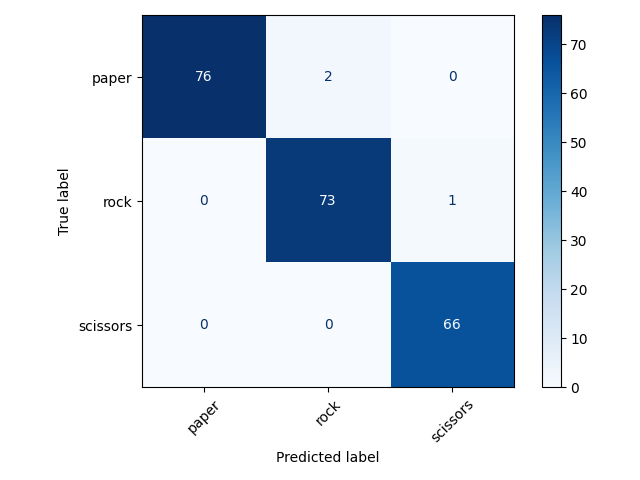 paper 76 2 0
rock 0 73 1
scissors 0 0 66
paper rock scissors
True label
Predicted label
70
60
50
40
30
20
10
0